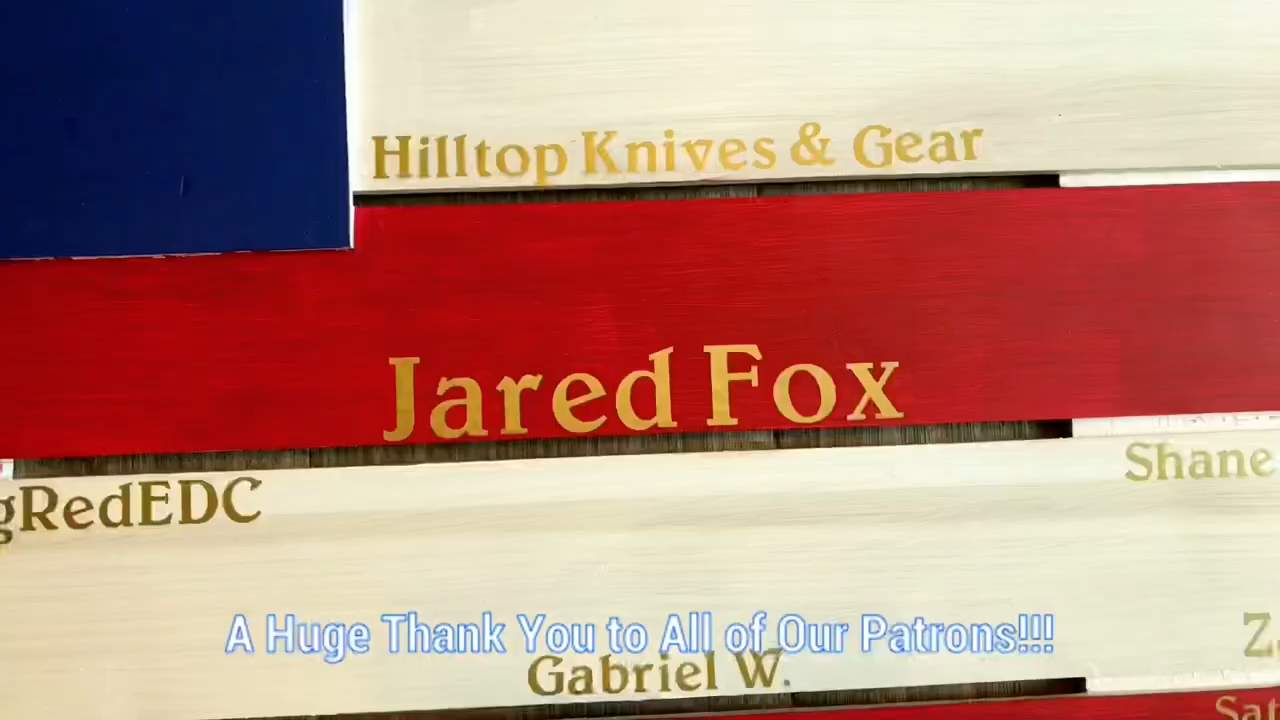 Hilltop Knives & Gear
Jared Fox
gRedEDC
Shane
A Huge Thank You to All of Our Patrons!!!
Gabriel W.